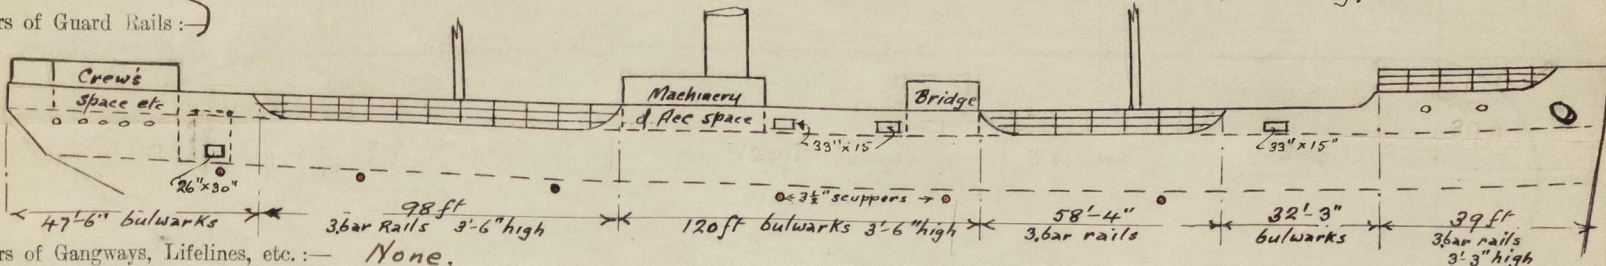 rs of Guard Rails :—
Crew's
space etc
Machinery
& Acc space
Bridge
33" x 15
33" x 15"
26" x 30"
3½" scuppers
47'-6" bulwarks
98 ft
3 bar Rails 3'-6" high
120 ft bulwarks 3'-6" high
58'-4"
3 bar rails
32'-3"
bulwarks
39 ft
3 bar rails
3'-3" high
rs of Gangways, Lifelines, etc. :— None.